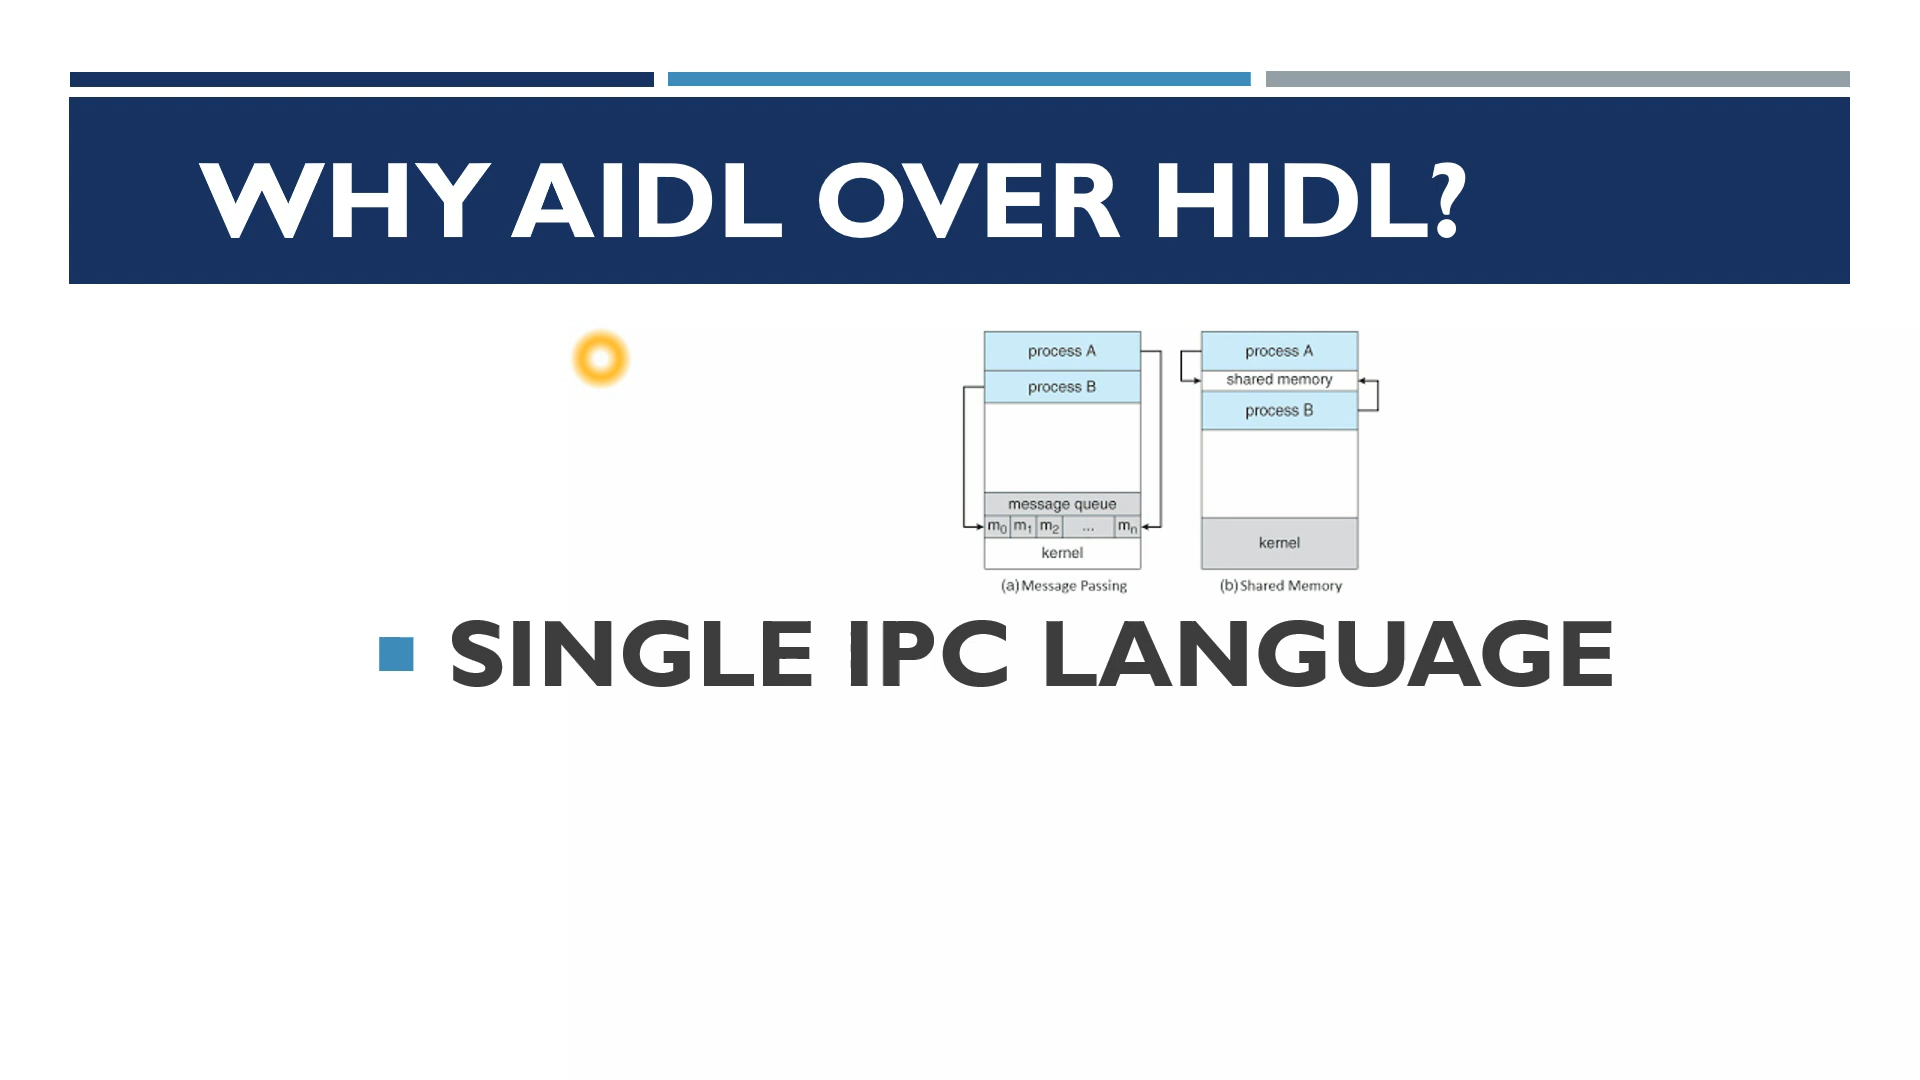 WHY AIDL OVER HIDL?
process A
process B
message queue
m0 m1 m2 ... mn
kernel
(a) Message Passing
process A
shared memory
process B
kernel
(b) Shared Memory
SINGLE IPC LANGUAGE